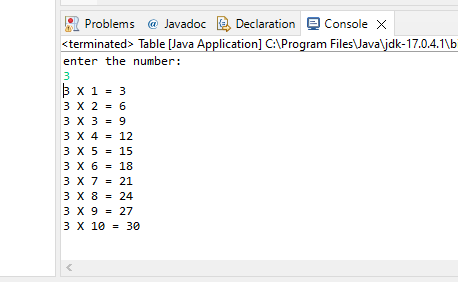 Problems @ Javadoc Declaration Console
<terminated> Table [Java Application] C:\Program Files\Java\jdk-17.0.4.1\b
enter the number:
3
3 X 1 = 3
3 X 2 = 6
3 X 3 = 9
3 X 4 = 12
3 X 5 = 15
3 X 6 = 18
3 X 7 = 21
3 X 8 = 24
3 X 9 = 27
3 X 10 = 30